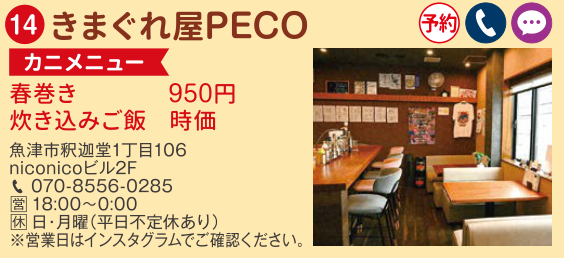 14 きまぐれ屋PECO 予約
カニメニュー
春巻き 950円
炊き込みご飯 時価
魚津市釈迦堂1丁目106
niconicoビル2F
070-8556-0285
営 18:00～0:00
休 日・月曜（平日不定休あり）
※営業日はインスタグラムでご確認ください。